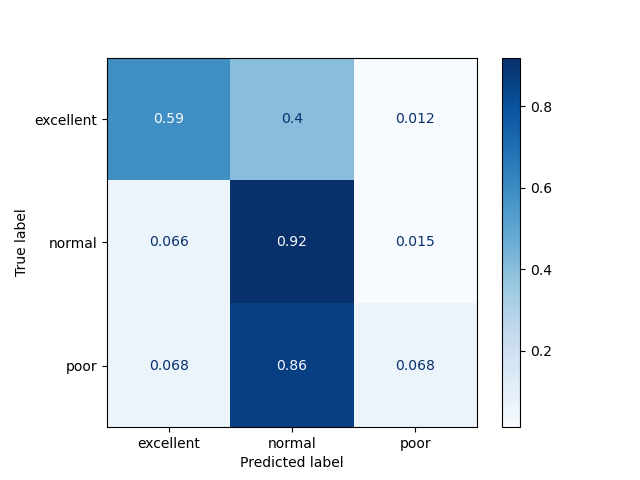 excellent 0.59 0.4 0.012
normal 0.066 0.92 0.015
poor 0.068 0.86 0.068
excellent normal poor
Predicted label
True label
0.8
0.6
0.4
0.2